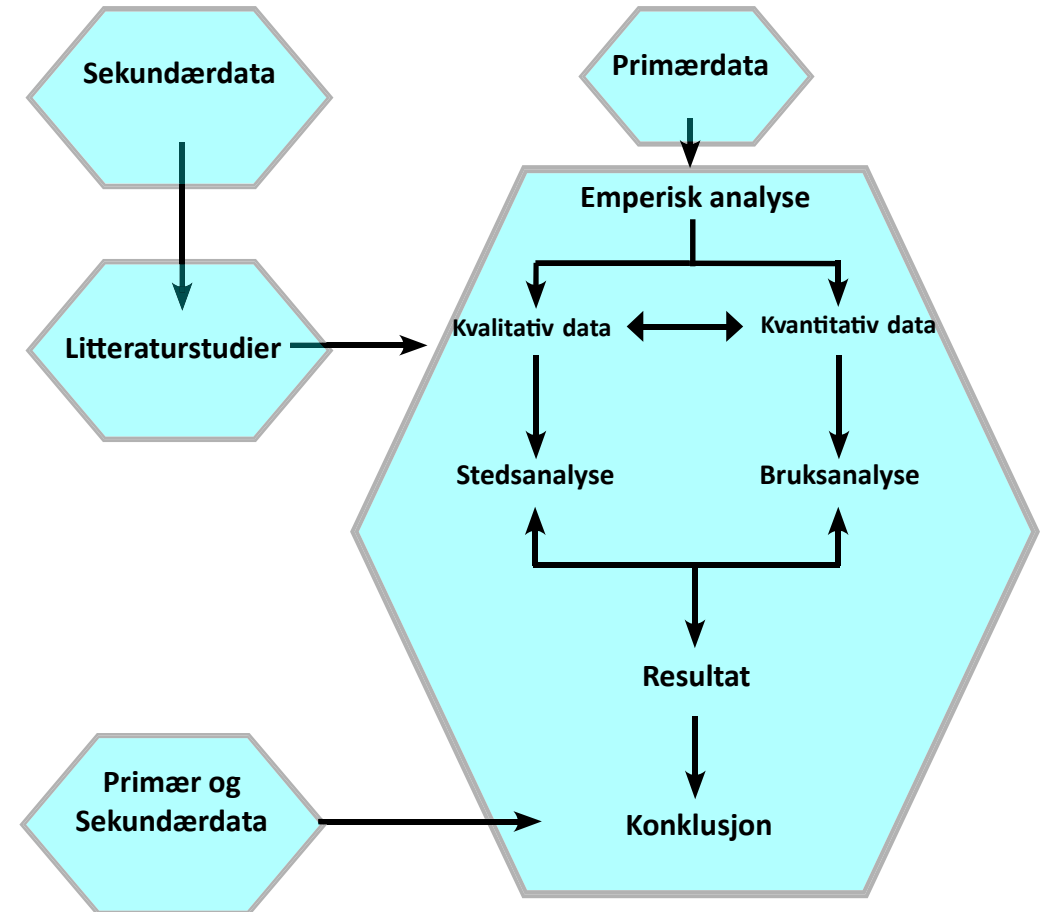 Sekundærdata
Primærdata
Emperisk analyse
Kvalitativ data
Kvantitativ data
Litteraturstudier
Stedsanalyse
Bruksanalyse
Resultat
Primær og
Sekundærdata
Konklusjon